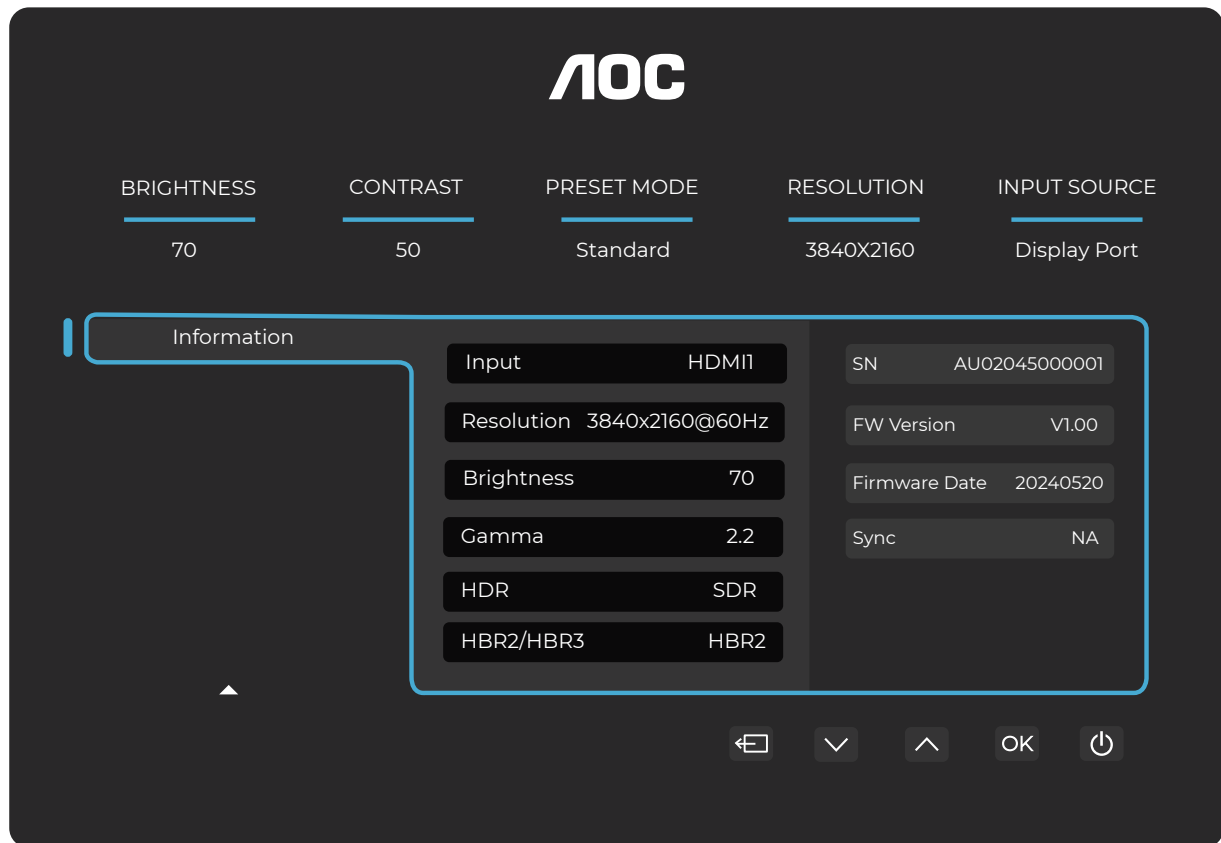 AOC
BRIGHTNESS CONTRAST PRESET MODE RESOLUTION INPUT SOURCE
70 50 Standard 3840X2160 Display Port
Information
Input HDMI1
SN AU02045000001
Resolution 3840x2160@60Hz
FW Version V1.00
Brightness 70
Firmware Date 20240520
Gamma 2.2
Sync NA
HDR SDR
HBR2/HBR3 HBR2
OK